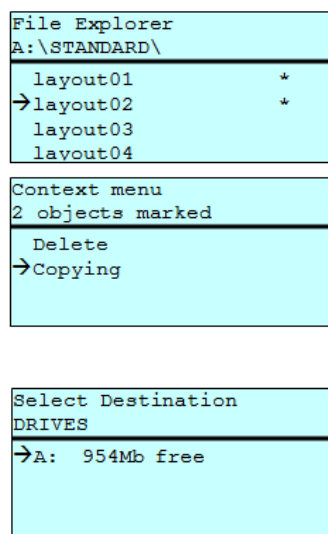 File Explorer
A:\STANDARD\
layout01 *
→layout02 *
layout03
layout04
Context menu
2 objects marked
Delete
→Copying
Select Destination
DRIVES
→A: 954Mb free